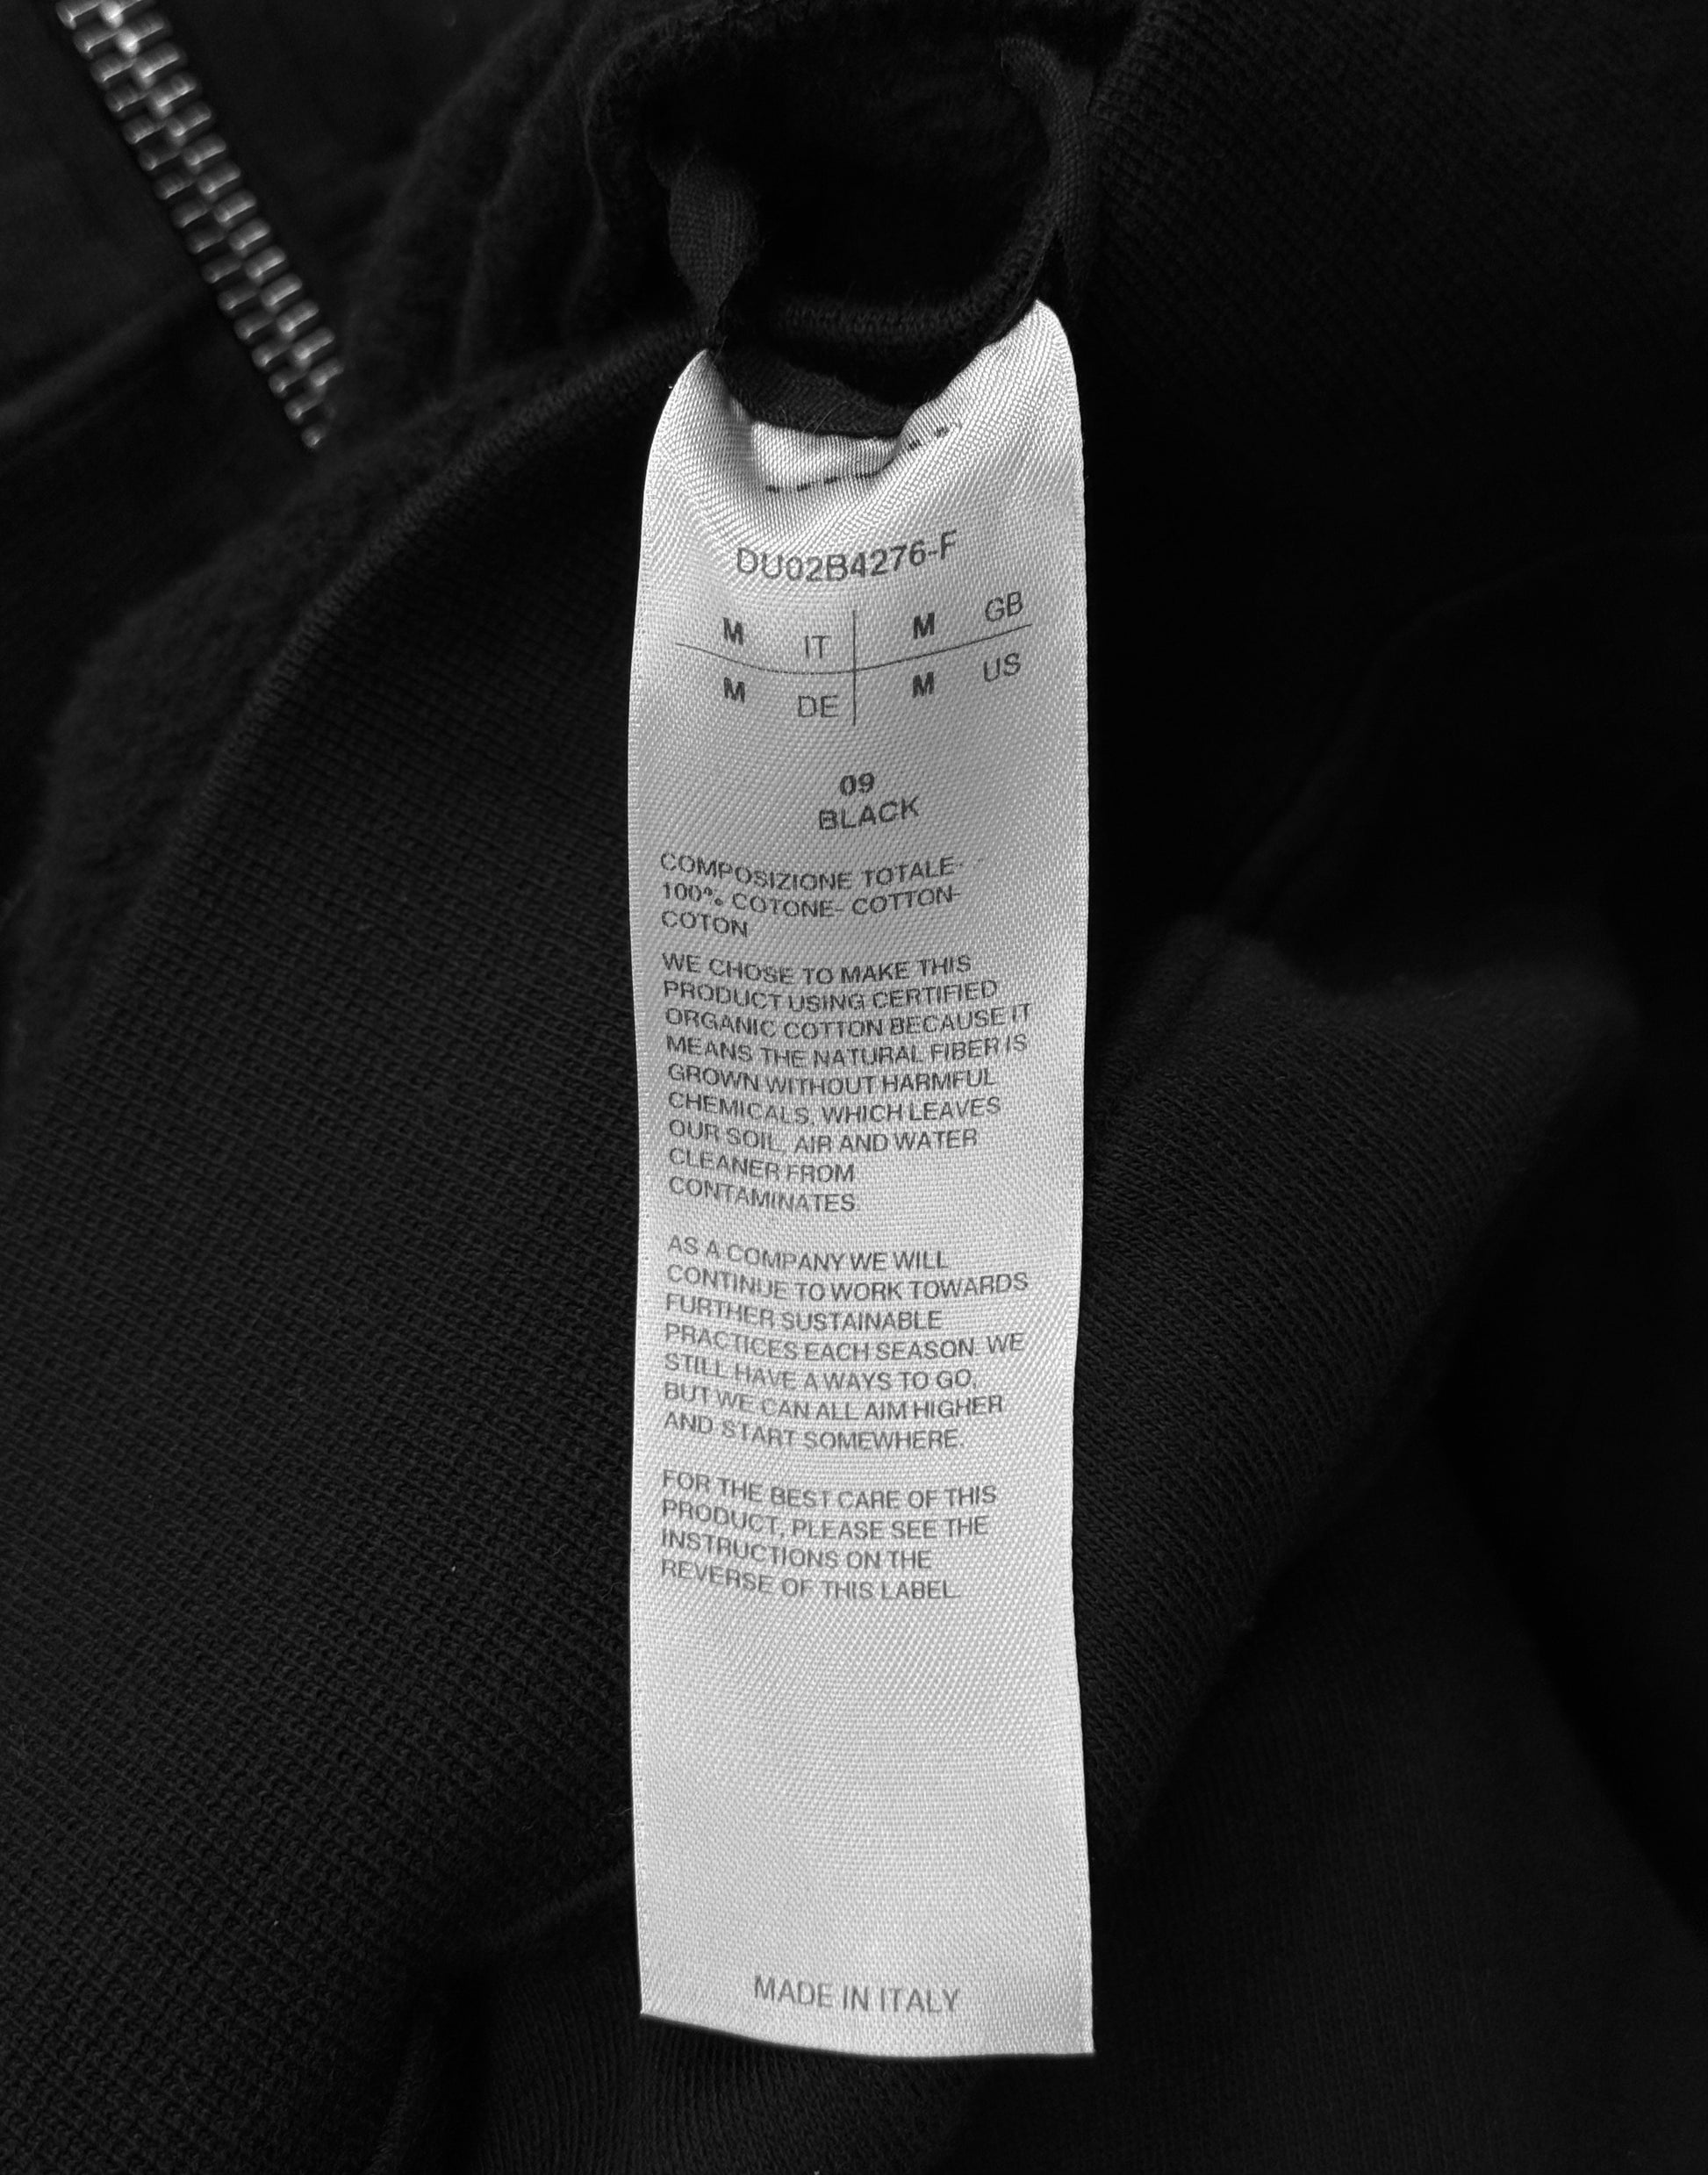 DU02B4276-F
M IT M GB
M DE M US
09
BLACK
COMPOSIZIONE TOTALE- -
100% COTONE- COTTON-
COTON
WE CHOSE TO MAKE THIS
PRODUCT USING CERTIFIED
ORGANIC COTTON BECAUSE IT
MEANS THE NATURAL FIBER IS
GROWN WITHOUT HARMFUL
CHEMICALS, WHICH LEAVES
OUR SOIL, AIR AND WATER
CLEANER FROM
CONTAMINATES.
AS A COMPANY WE WILL
CONTINUE TO WORK TOWARDS
FURTHER SUSTAINABLE
PRACTICES EACH SEASON. WE
STILL HAVE A WAYS TO GO,
BUT WE CAN ALL AIM HIGHER
AND START SOMEWHERE.
FOR THE BEST CARE OF THIS
PRODUCT, PLEASE SEE THE
INSTRUCTIONS ON THE
REVERSE OF THIS LABEL.
MADE IN ITALY